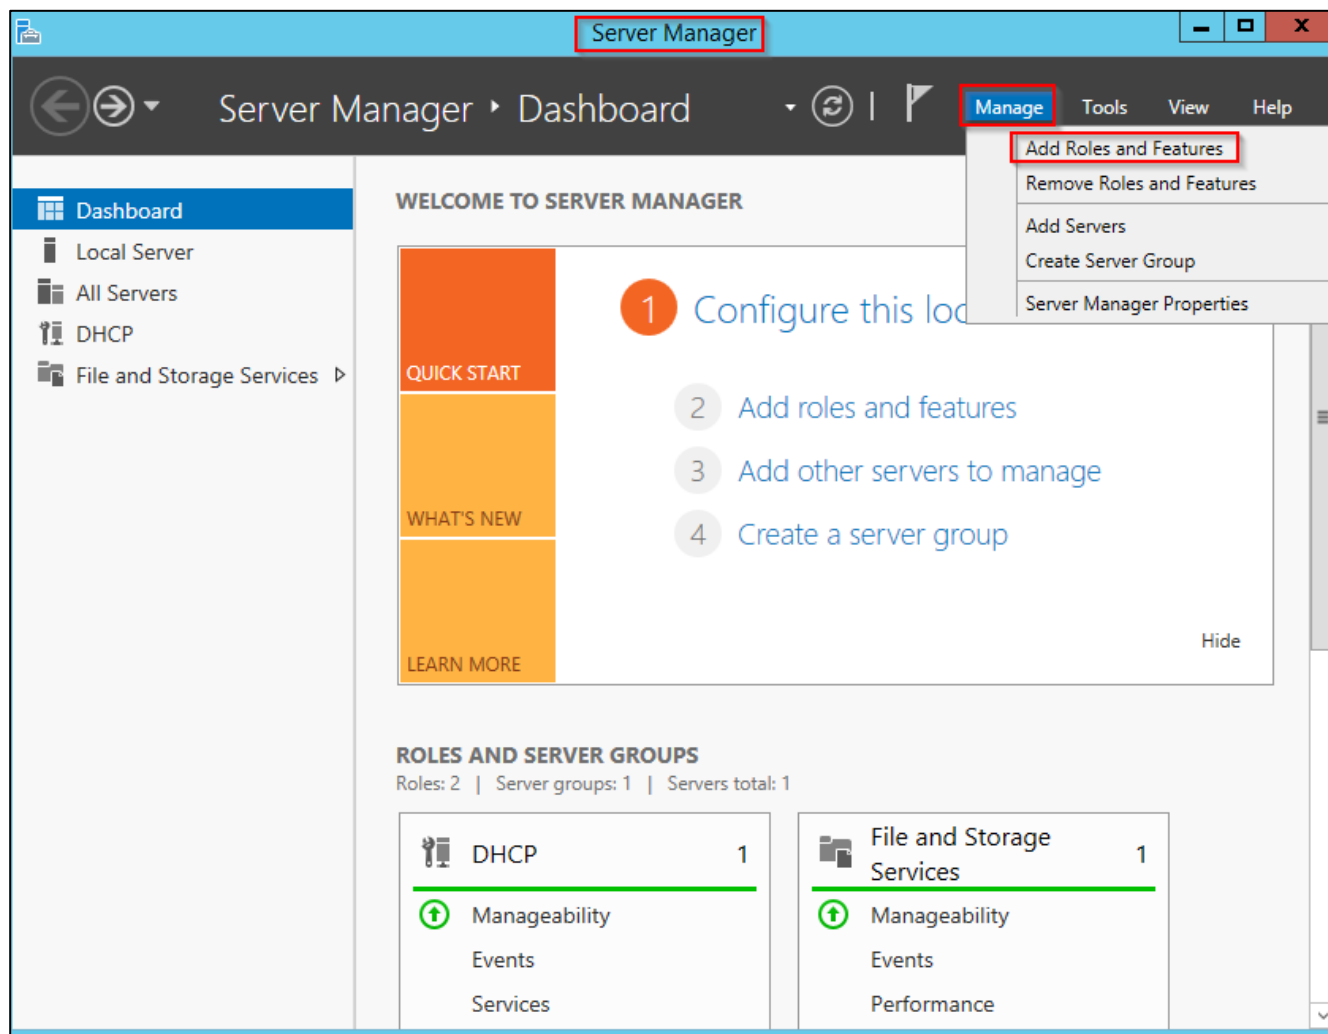 Server Manager
Server Manager ‣ Dashboard
Manage Tools View Help
Add Roles and Features
Remove Roles and Features
Add Servers
Create Server Group
Server Manager Properties
Dashboard
Local Server
All Servers
DHCP
File and Storage Services
WELCOME TO SERVER MANAGER
QUICK START
WHAT'S NEW
LEARN MORE
1 Configure this loc
2 Add roles and features
3 Add other servers to manage
4 Create a server group
Hide
ROLES AND SERVER GROUPS
Roles: 2 | Server groups: 1 | Servers total: 1
DHCP 1
Manageability
Events
Services
File and Storage
Services 1
Manageability
Events
Performance